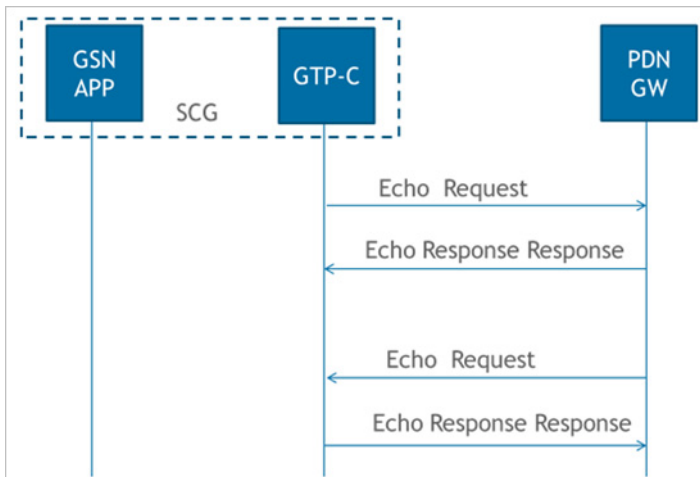 GSN
APP
GTP-C
PDN
GW
SCG
Echo Request
Echo Response Response
Echo Request
Echo Response Response